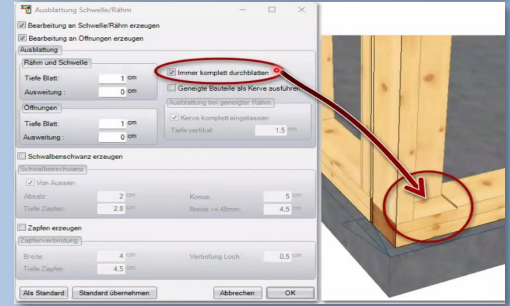 Ausblattung Schwelle/Rähm
Bearbeitung an Schwelle/Rähm erzeugen
Bearbeitung an Öffnungen erzeugen
Ausblattung
Rähm und Schwelle
Tiefe Blatt: 1 cm
Ausweitung : 0 cm
Immer komplett durchblatten
Geneigte Bauteile als Kerve ausführen
Öffnungen
Tiefe Blatt: 1 cm
Ausweitung : 0 cm
Ausblattung bei geneigter Rähm
Kerve komplett eingelassen
Tiefe vertikal 1,5 cm
Schwalbenschwanz erzeugen
Schwalbenschwanz
Von Aussen
Absatz 2 cm Konus: 5 cm
Tiefe Zapfen: 2,8 cm Breite >= 45mm: 4,5 cm
Zapfen erzeugen
Zapfenverbindung
Breite: 4 cm Vertiefung Loch: 0,5 cm
Tiefe Zapfen: 4,5 cm
Als Standard Standard übernehmen Abbrechen OK